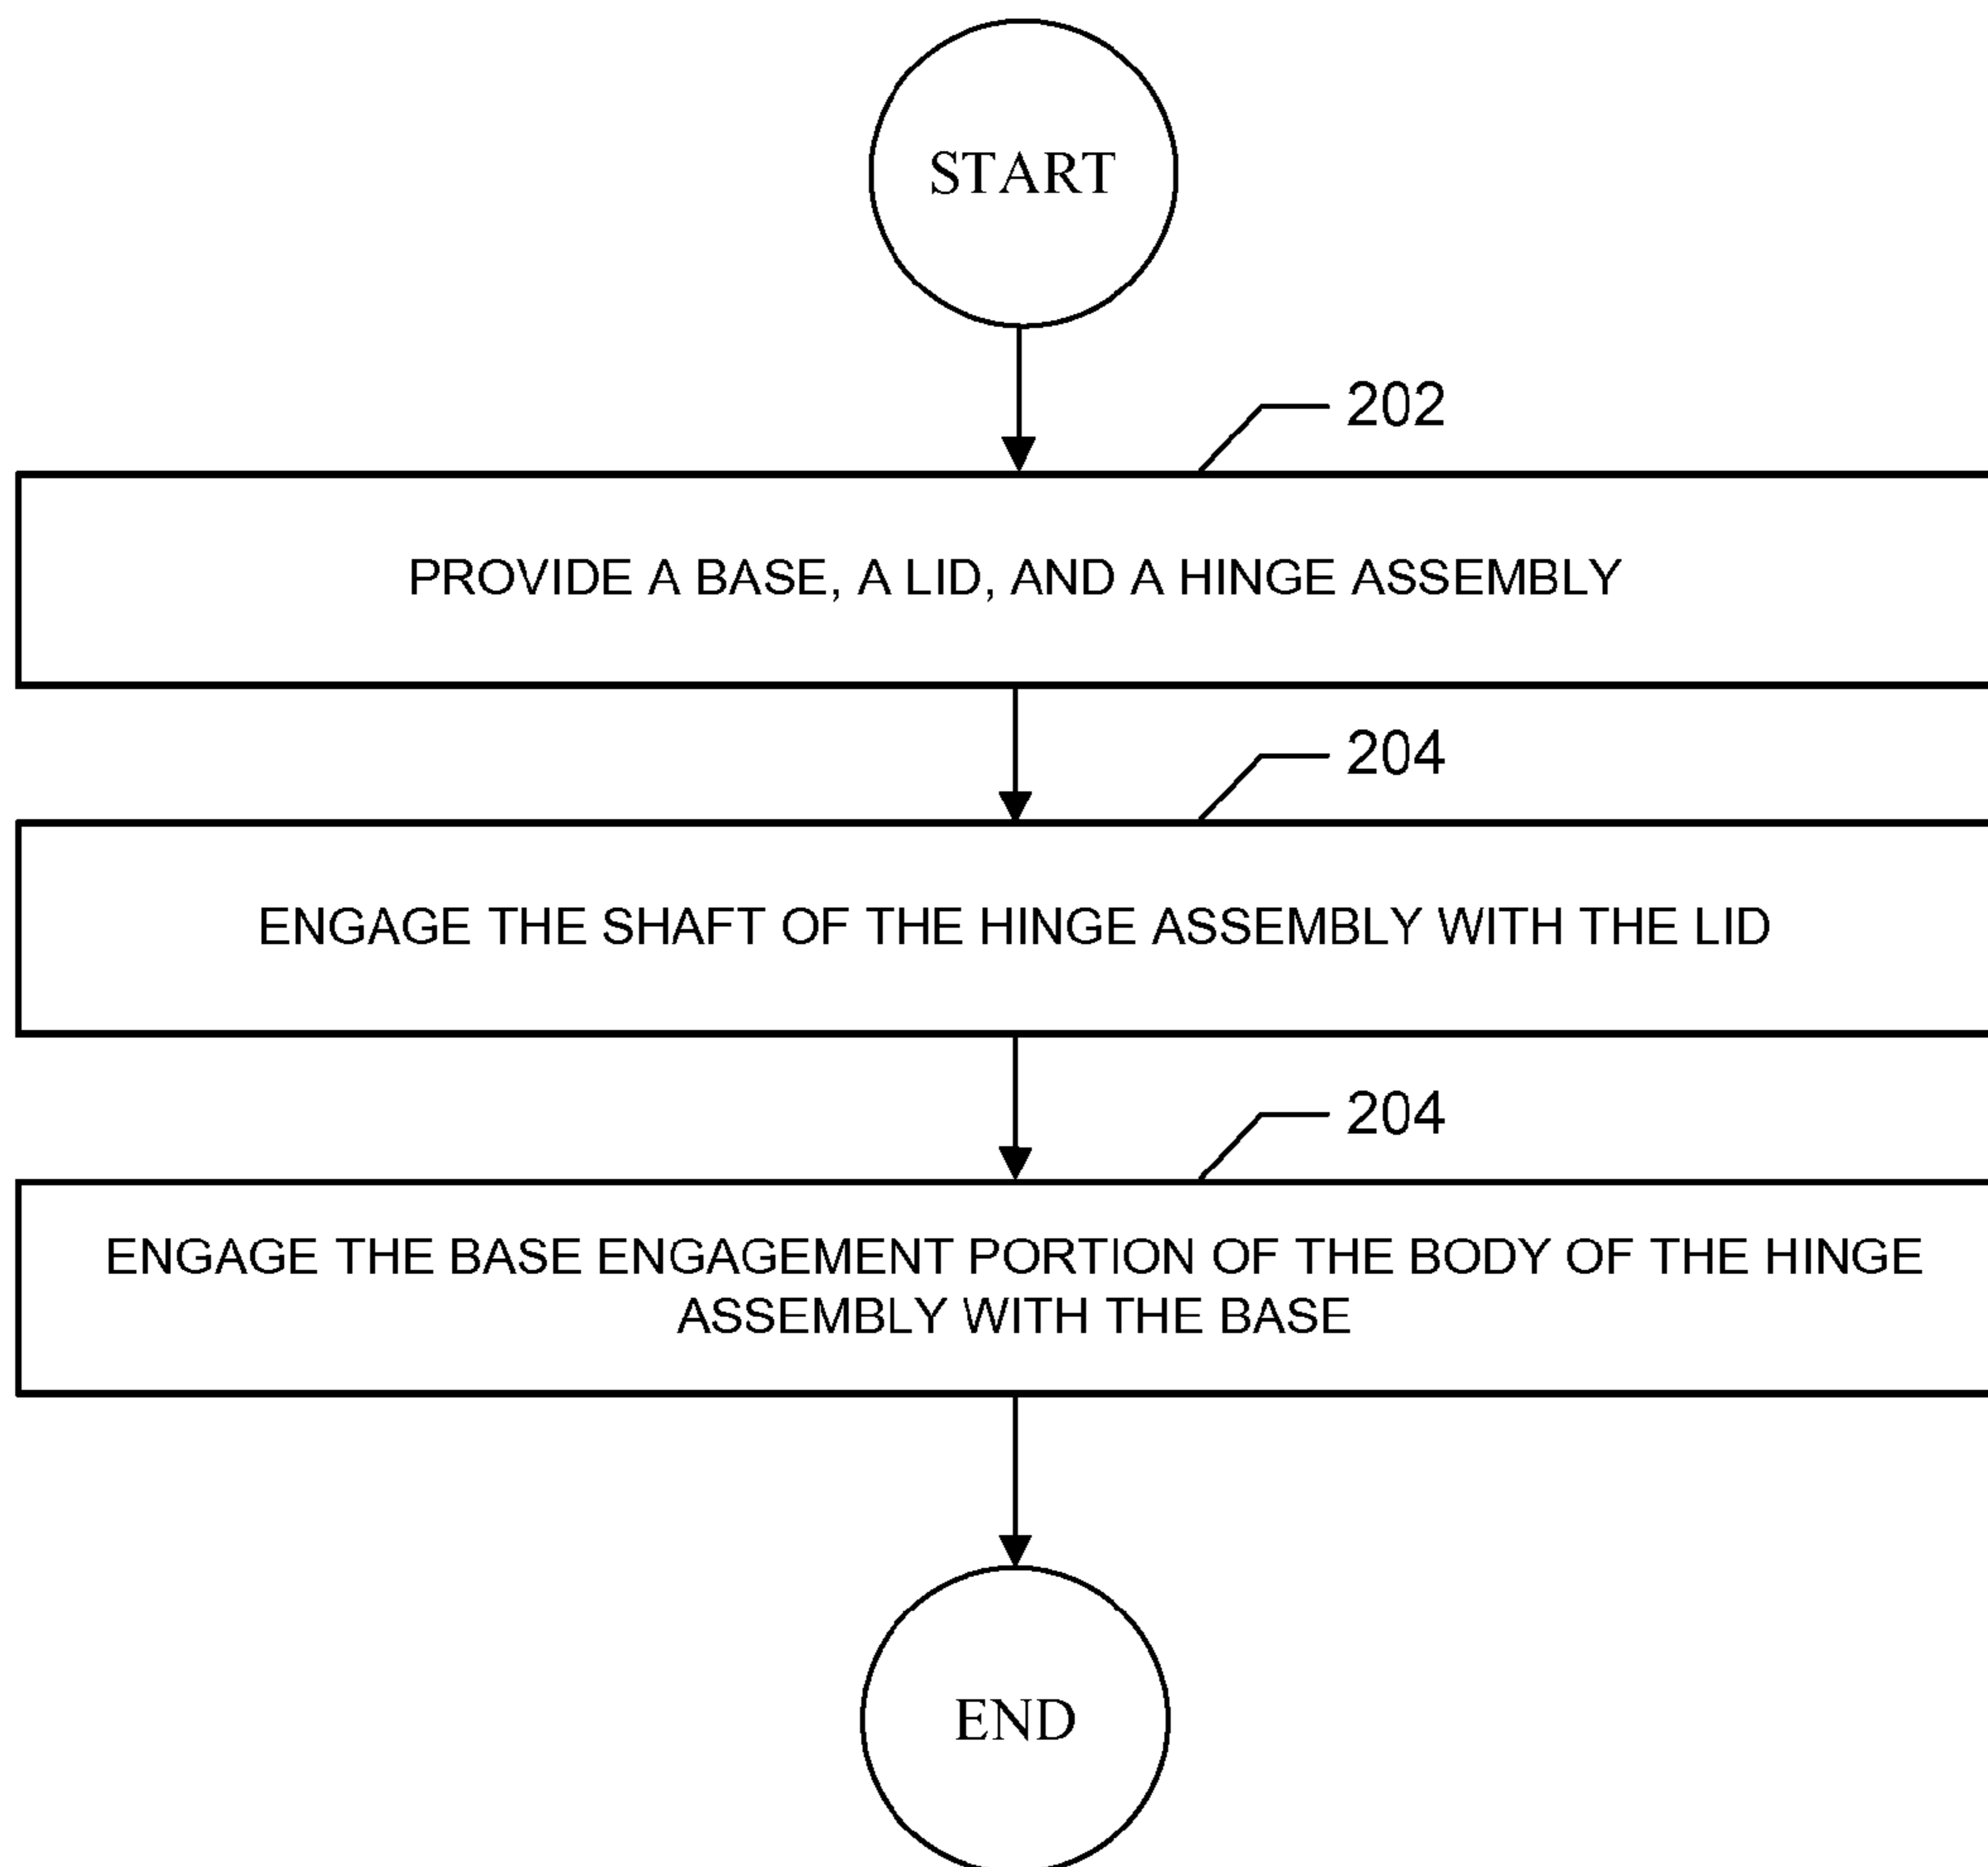 START
202
PROVIDE A BASE, A LID, AND A HINGE ASSEMBLY
204
ENGAGE THE SHAFT OF THE HINGE ASSEMBLY WITH THE LID
204
ENGAGE THE BASE ENGAGEMENT PORTION OF THE BODY OF THE HINGE
ASSEMBLY WITH THE BASE
END